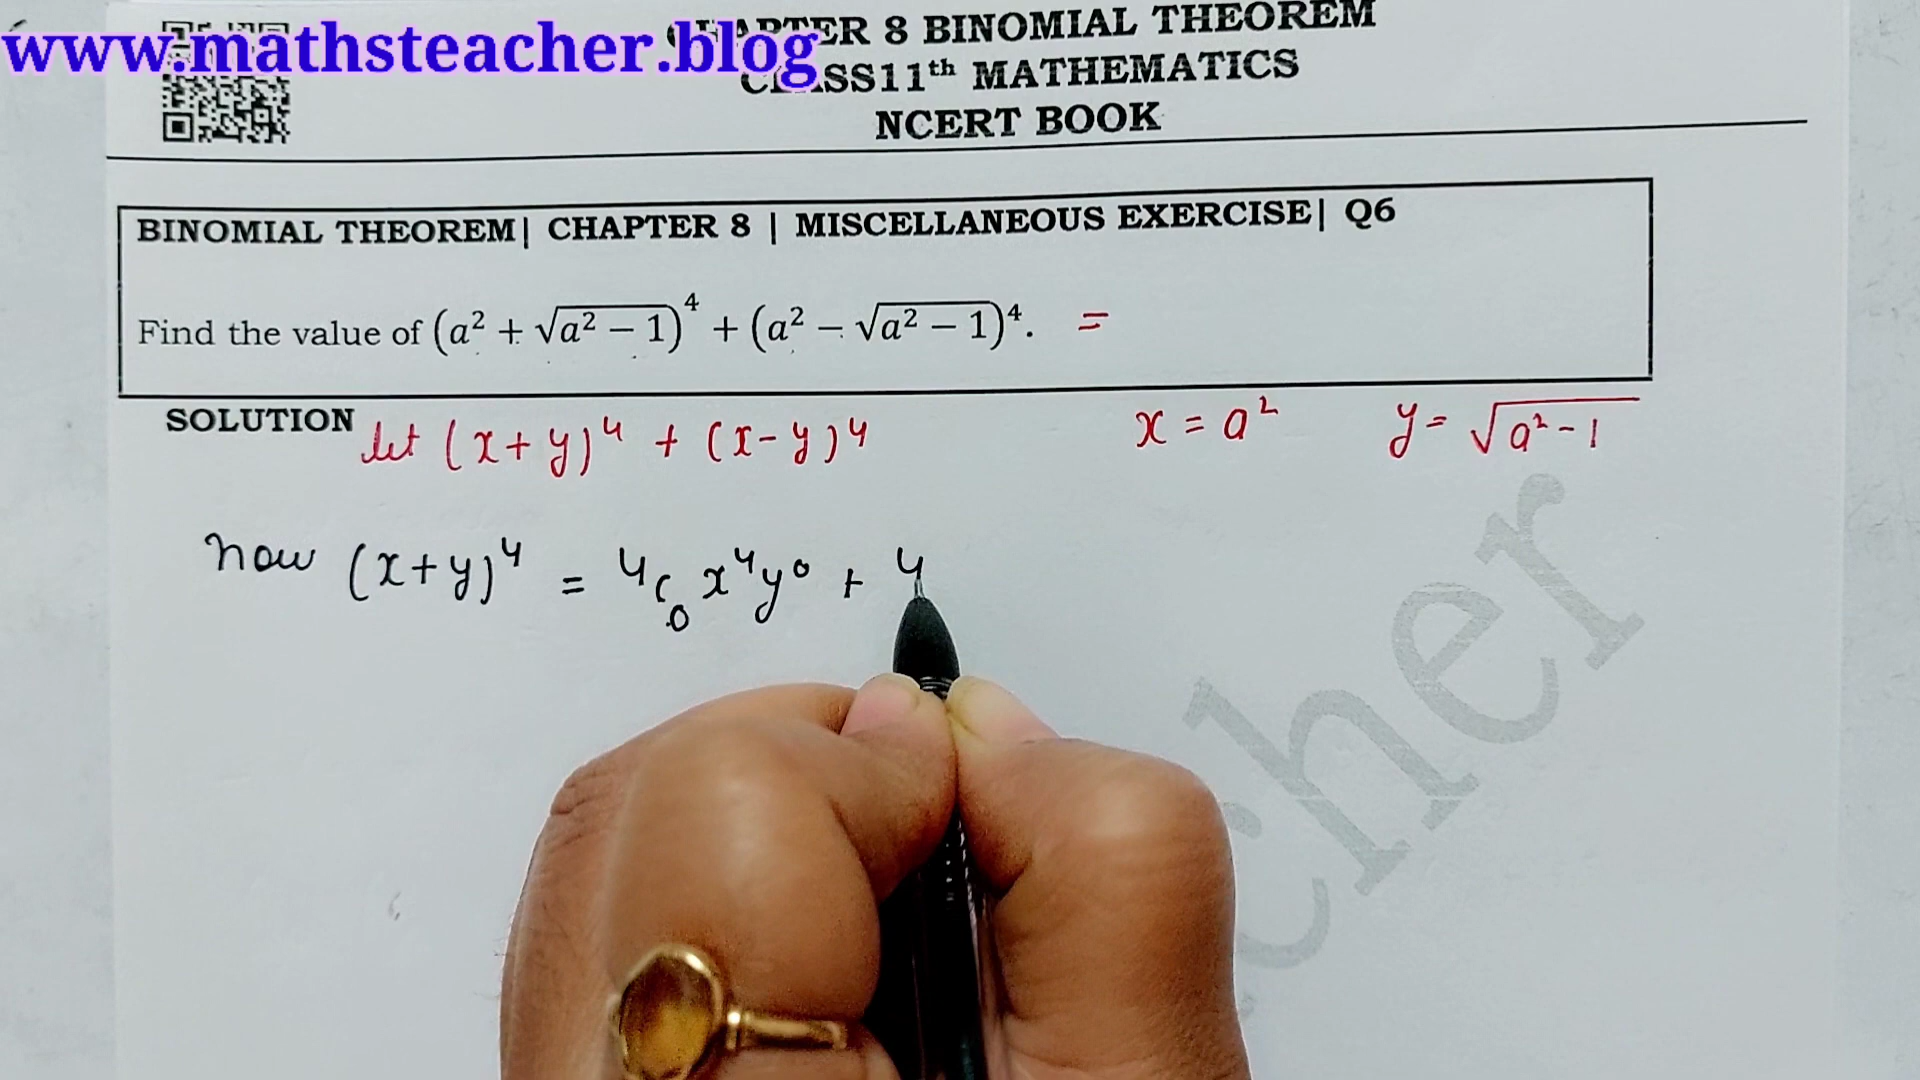 www.mathsteacher.blog
CHAPTER 8 BINOMIAL THEOREM
CLASS11th MATHEMATICS
NCERT BOOK
BINOMIAL THEOREM| CHAPTER 8 | MISCELLANEOUS EXERCISE| Q6
Find the value of (a² + √(a² − 1))⁴ + (a² − √(a² − 1))⁴. =
SOLUTION let (x+y)⁴ + (x-y)⁴ x = a² y = √(a²-1)
now (x+y)⁴ = ⁴C₀ x⁴y⁰ + 4
cher